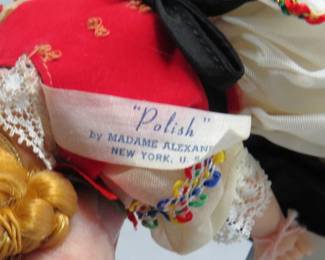 "Polish"
by MADAME ALEXAN
NEW YORK, U.